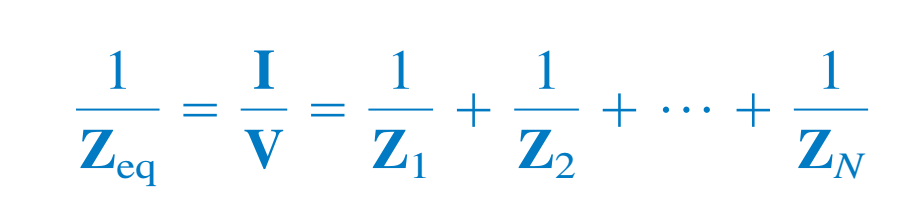 1/Z_eq = I/V = 1/Z_1 + 1/Z_2 + ··· + 1/Z_N